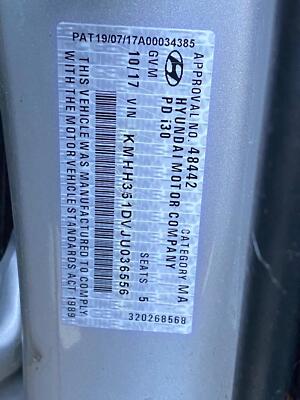 PAT19/07/17A00034385
APPROVAL NO. 48442 CATEGORY MA
HYUNDAI MOTOR COMPANY
PD i30
GVM
10/17 VIN KMHH351DVJU036556 SEATS 5
THIS VEHICLE WAS MANUFACTURED TO COMPLY
WITH THE MOTOR VEHICLE STANDARDS ACT 1989
320268568